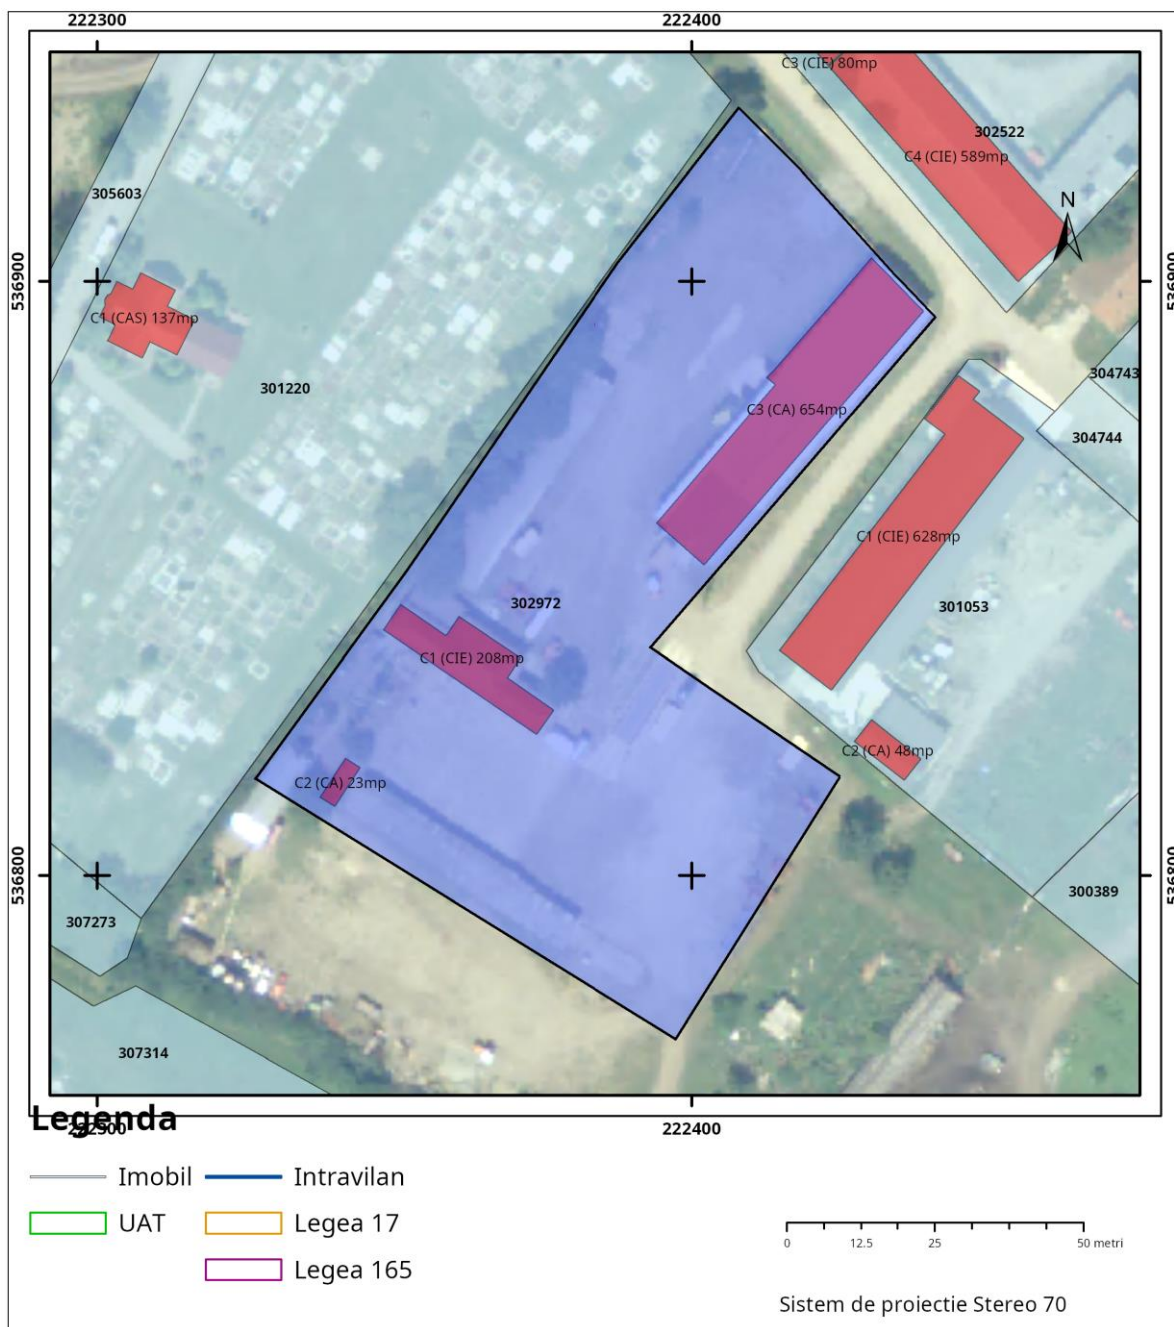 222300 222400
C3 (CIE) 80mp
302522
C4 (CIE) 589mp
305603
N
536900 536900
C1 (CAS) 137mp
304743
301220
C3 (CA) 654mp
304744
C1 (CIE) 628mp
302972
301053
C1 (CIE) 208mp
C2 (CA) 48mp
C2 (CA) 23mp
536800 536800
300389
307273
307314
Legenda
222300 222400
Imobil Intravilan
UAT Legea 17
Legea 165
0 12.5 25 50 metri
Sistem de proiectie Stereo 70